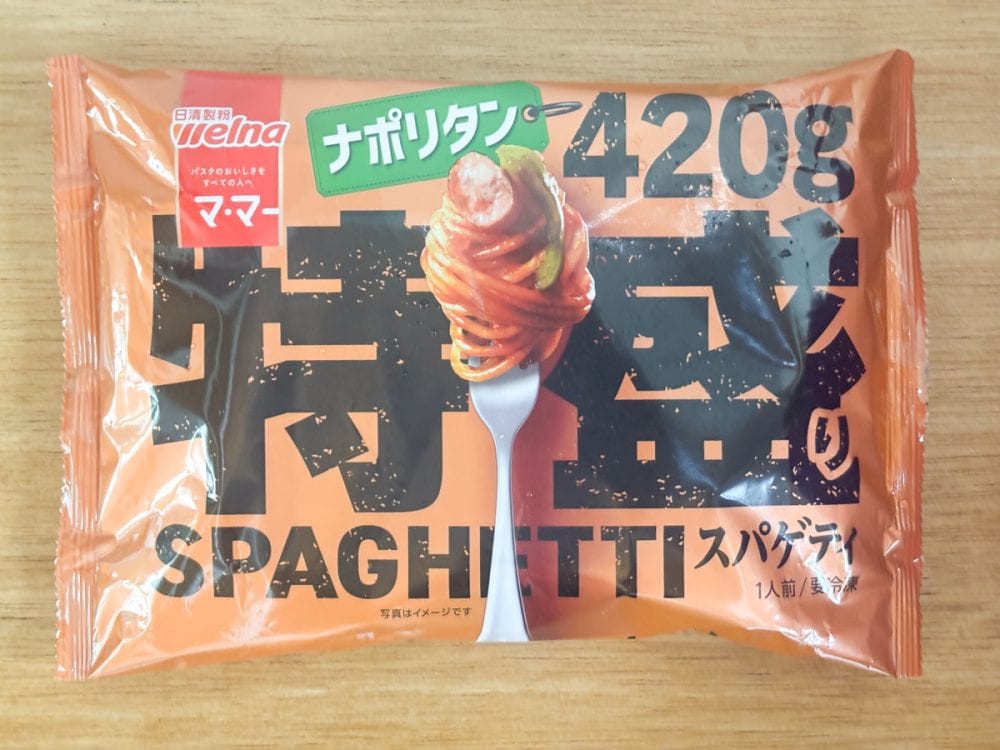 日清製粉
Welna
パスタのおいしさを
すべての人へ
マ・マー
ナポリタン
420g
特盛り
SPAGHETTI
スパゲティ
1人前/要冷凍
写真はイメージです